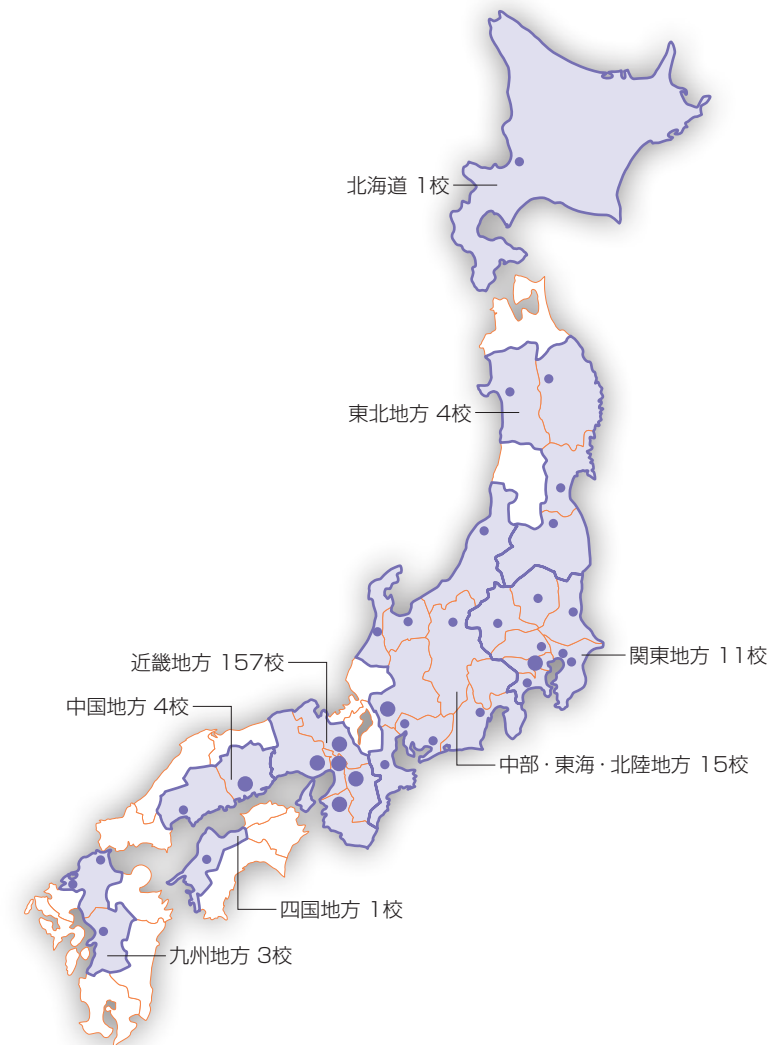 北海道 1校
東北地方 4校
近畿地方 157校
関東地方 11校
中国地方 4校
中部・東海・北陸地方 15校
四国地方 1校
九州地方 3校